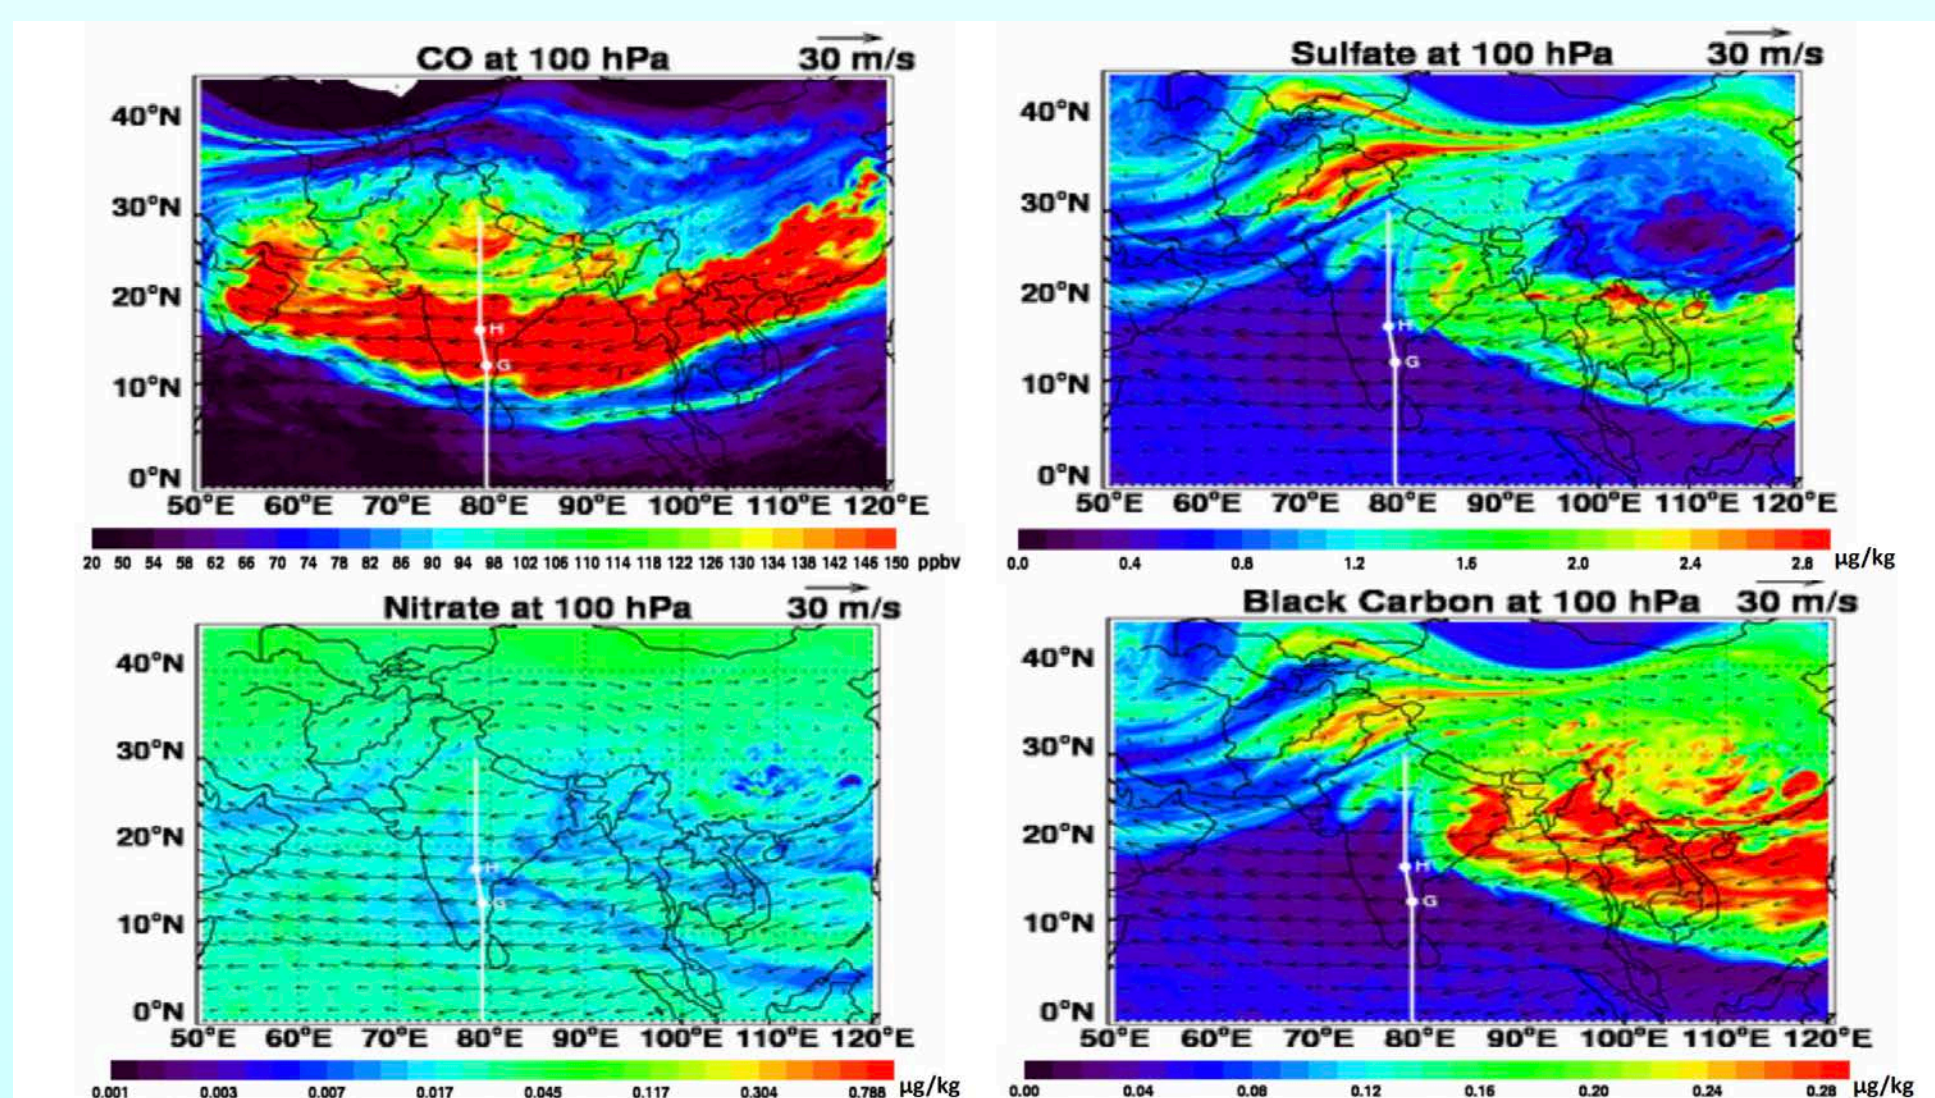 CO at 100 hPa 30 m/s
40°N
30°N
20°N
10°N
0°N
H
G
50°E 60°E 70°E 80°E 90°E 100°E 110°E 120°E
20 50 54 58 62 66 70 74 78 82 86 90 94 98 102 106 110 114 118 122 126 130 134 138 142 146 150 ppbv
Sulfate at 100 hPa 30 m/s
40°N
30°N
20°N
10°N
0°N
H
G
50°E 60°E 70°E 80°E 90°E 100°E 110°E 120°E
0.0 0.4 0.8 1.2 1.6 2.0 2.4 2.8 µg/kg
Nitrate at 100 hPa 30 m/s
40°N
30°N
20°N
10°N
0°N
H
G
50°E 60°E 70°E 80°E 90°E 100°E 110°E 120°E
0.001 0.003 0.007 0.017 0.045 0.117 0.304 0.788 µg/kg
Black Carbon at 100 hPa 30 m/s
40°N
30°N
20°N
10°N
0°N
H
G
50°E 60°E 70°E 80°E 90°E 100°E 110°E 120°E
0.00 0.04 0.08 0.12 0.16 0.20 0.24 0.28 µg/kg